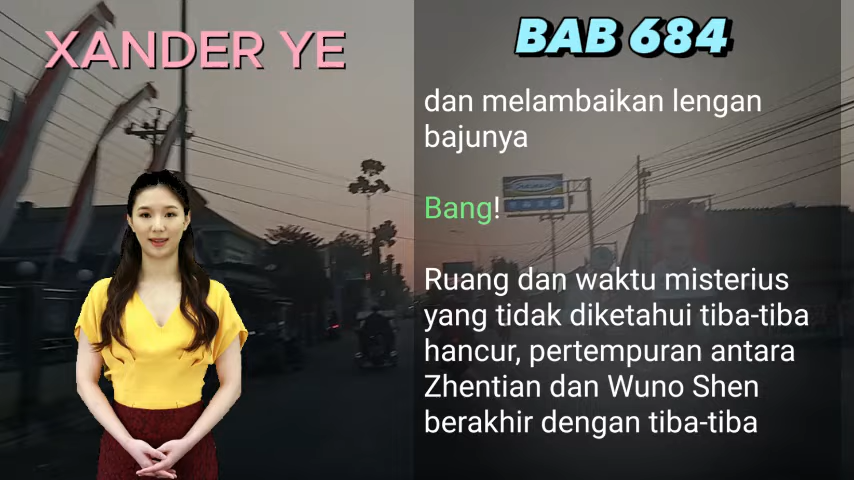 XANDER YE
BAB 684
dan melambaikan lengan
bajunya
Bang!
Ruang dan waktu misterius
yang tidak diketahui tiba-tiba
hancur, pertempuran antara
Zhentian dan Wuno Shen
berakhir dengan tiba-tiba